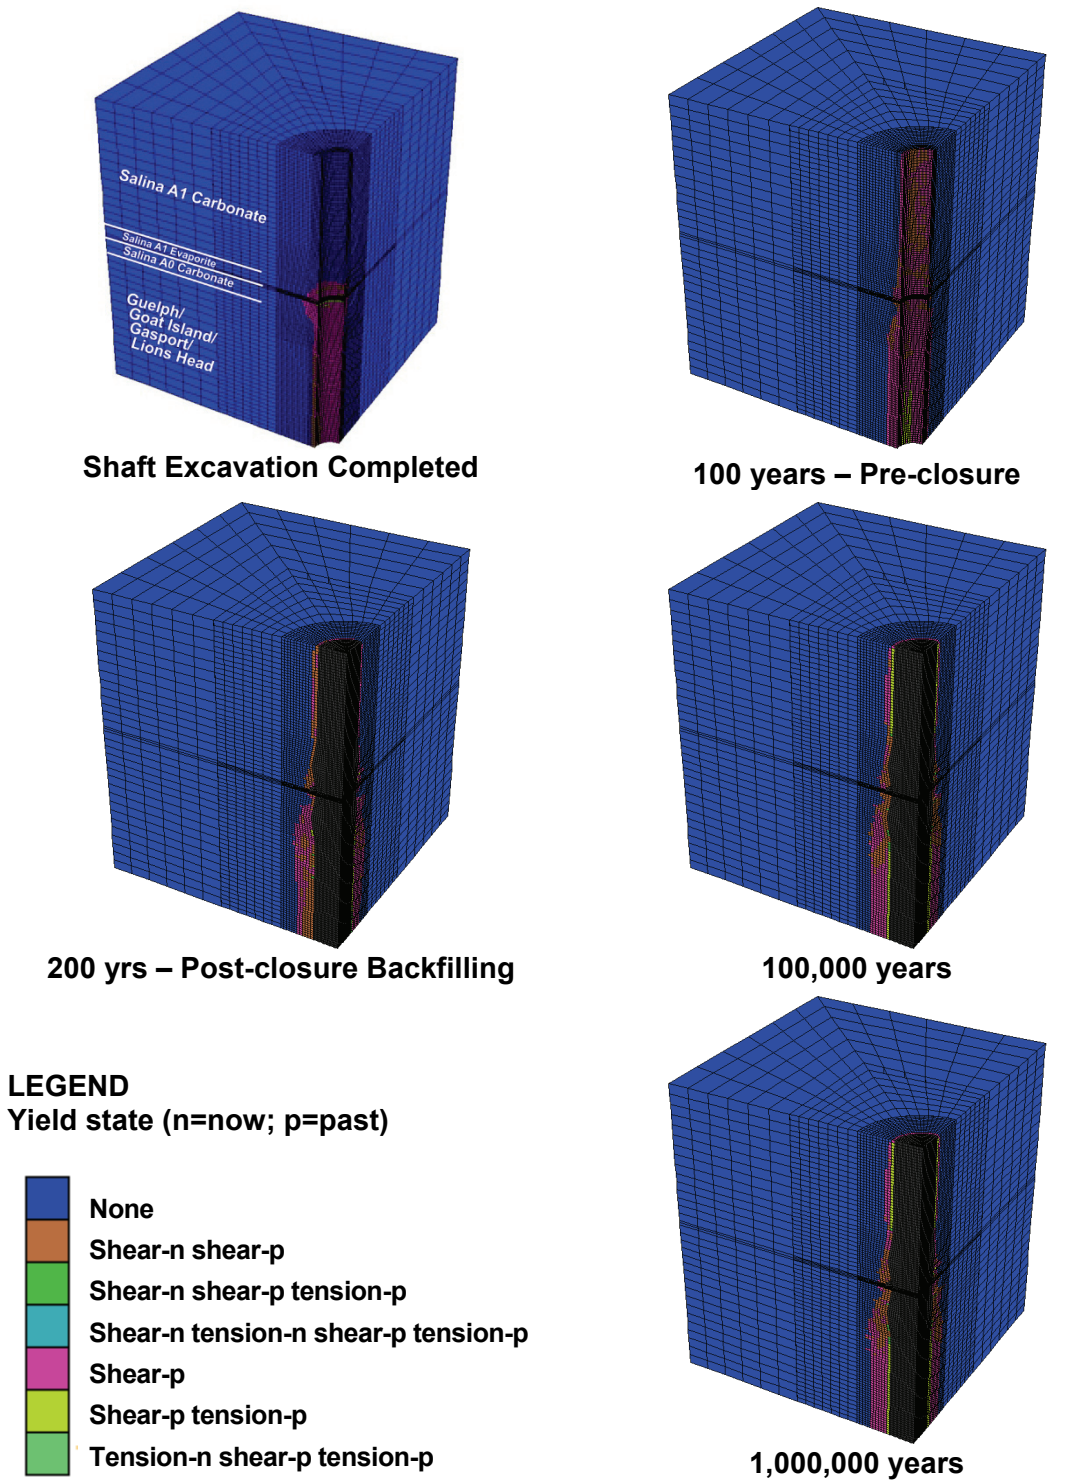 Salina A1 Carbonate
Salina A1 Evaporite
Salina A0 Carbonate
Guelph/
Goat Island/
Gasport/
Lions Head
Shaft Excavation Completed
100 years – Pre-closure
200 yrs – Post-closure Backfilling
100,000 years
LEGEND
Yield state (n=now; p=past)
None
Shear-n shear-p
Shear-n shear-p tension-p
Shear-n tension-n shear-p tension-p
Shear-p
Shear-p tension-p
Tension-n shear-p tension-p
1,000,000 years